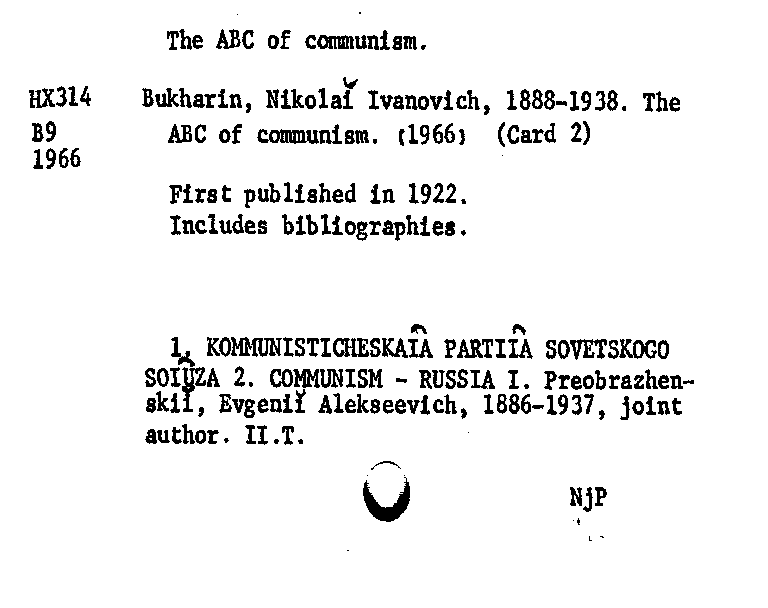 The ABC of communism.
HX314 Bukharin, Nikolaĭ Ivanovich, 1888-1938. The
B9 ABC of communism. [1966] (Card 2)
1966
First published in 1922.
Includes bibliographies.
1. KOMMUNISTICHESKAI͡A PARTII͡A SOVETSKOGO
SOI͡UZA 2. COMMUNISM - RUSSIA I. Preobrazhen-
skiĭ, Evgeniĭ Alekseevich, 1886-1937, joint
author. II.T.
NjP